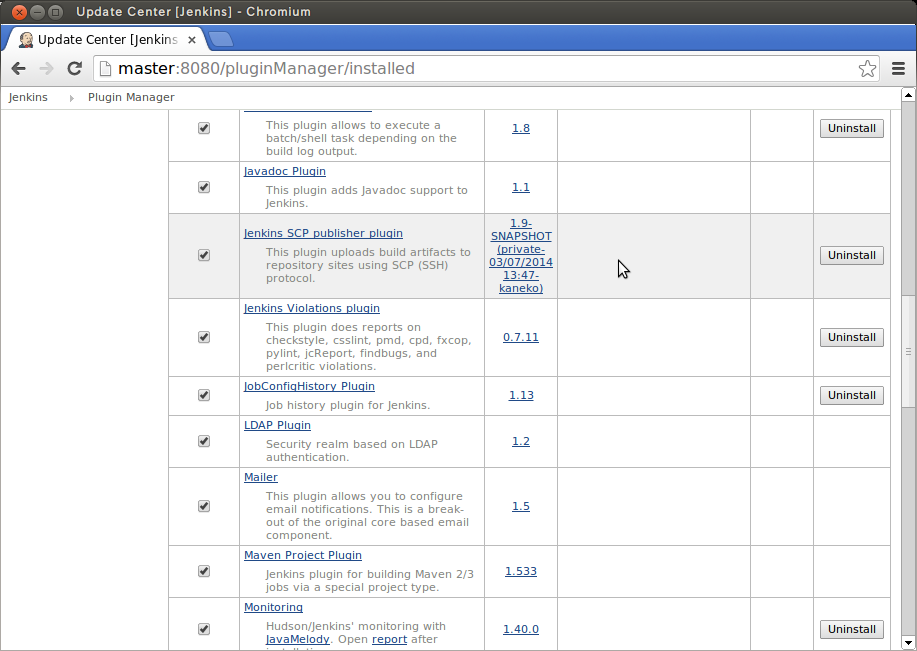 Update Center [Jenkins] - Chromium
Update Center [Jenkins
master:8080/pluginManager/installed
Jenkins
Plugin Manager
This plugin allows to execute a
batch/shell task depending on the
build log output.
1.8
Uninstall
Javadoc Plugin
This plugin adds Javadoc support to
Jenkins.
1.1
Jenkins SCP publisher plugin
This plugin uploads build artifacts to
repository sites using SCP (SSH)
protocol.
1.9-
SNAPSHOT
(private-
03/07/2014
13:47-
kaneko)
Uninstall
Jenkins Violations plugin
This plugin does reports on
checkstyle, csslint, pmd, cpd, fxcop,
pylint, jcReport, findbugs, and
perlcritic violations.
0.7.11
Uninstall
JobConfigHistory Plugin
Job history plugin for Jenkins.
1.13
Uninstall
LDAP Plugin
Security realm based on LDAP
authentication.
1.2
Mailer
This plugin allows you to configure
email notifications. This is a break-
out of the original core based email
component.
1.5
Maven Project Plugin
Jenkins plugin for building Maven 2/3
jobs via a special project type.
1.533
Monitoring
Hudson/Jenkins' monitoring with
JavaMelody. Open report after
1.40.0
Uninstall